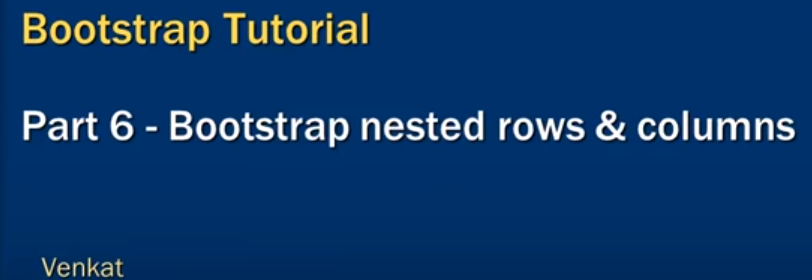 Bootstrap Tutorial
Part 6 - Bootstrap nested rows & columns
Venkat